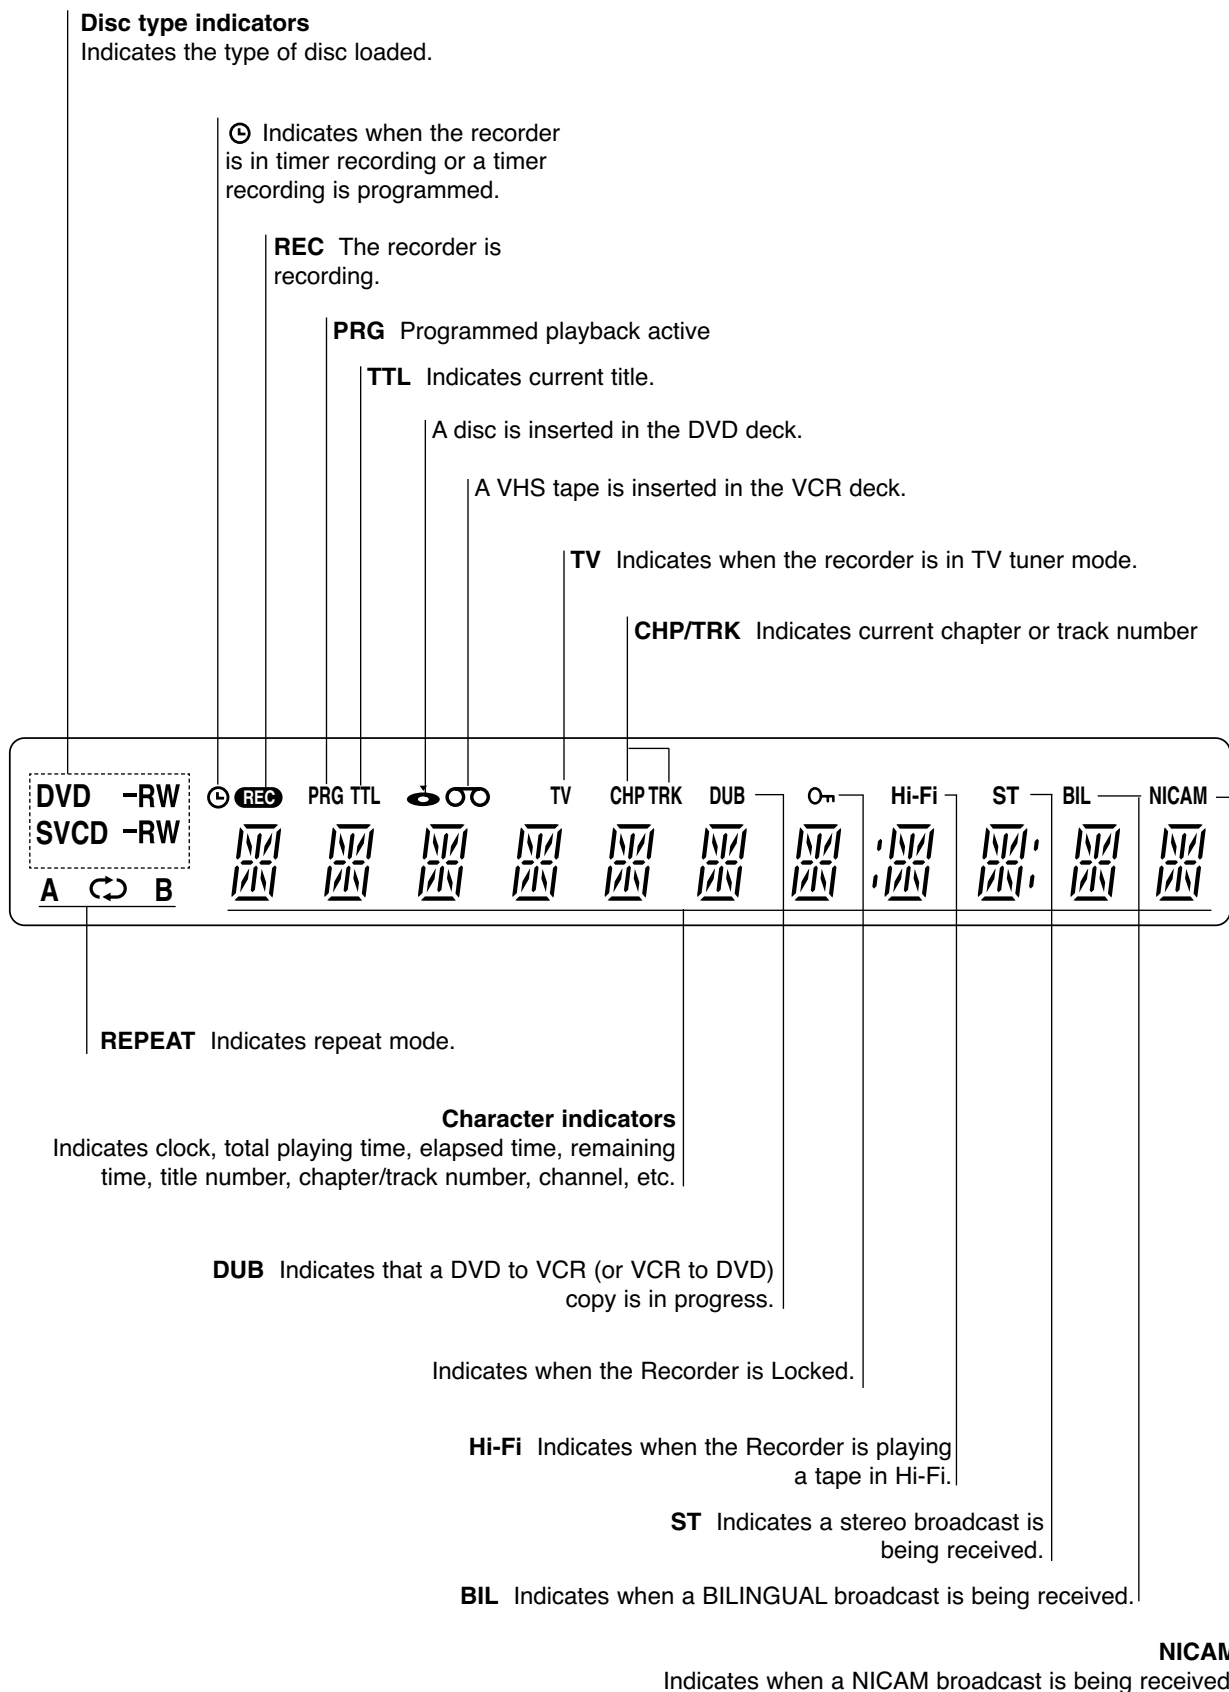 Disc type indicators
Indicates the type of disc loaded.
Indicates when the recorder
is in timer recording or a timer
recording is programmed.
REC The recorder is
recording.
PRG Programmed playback active
TTL Indicates current title.
A disc is inserted in the DVD deck.
A VHS tape is inserted in the VCR deck.
TV Indicates when the recorder is in TV tuner mode.
CHP/TRK Indicates current chapter or track number
DVD -RW REC PRG TTL TV CHP TRK DUB Hi-Fi ST BIL NICAM
SVCD -RW
A B
REPEAT Indicates repeat mode.
Character indicators
Indicates clock, total playing time, elapsed time, remaining
time, title number, chapter/track number, channel, etc.
DUB Indicates that a DVD to VCR (or VCR to DVD)
copy is in progress.
Indicates when the Recorder is Locked.
Hi-Fi Indicates when the Recorder is playing
a tape in Hi-Fi.
ST Indicates a stereo broadcast is
being received.
BIL Indicates when a BILINGUAL broadcast is being received.
NICAM
Indicates when a NICAM broadcast is being received